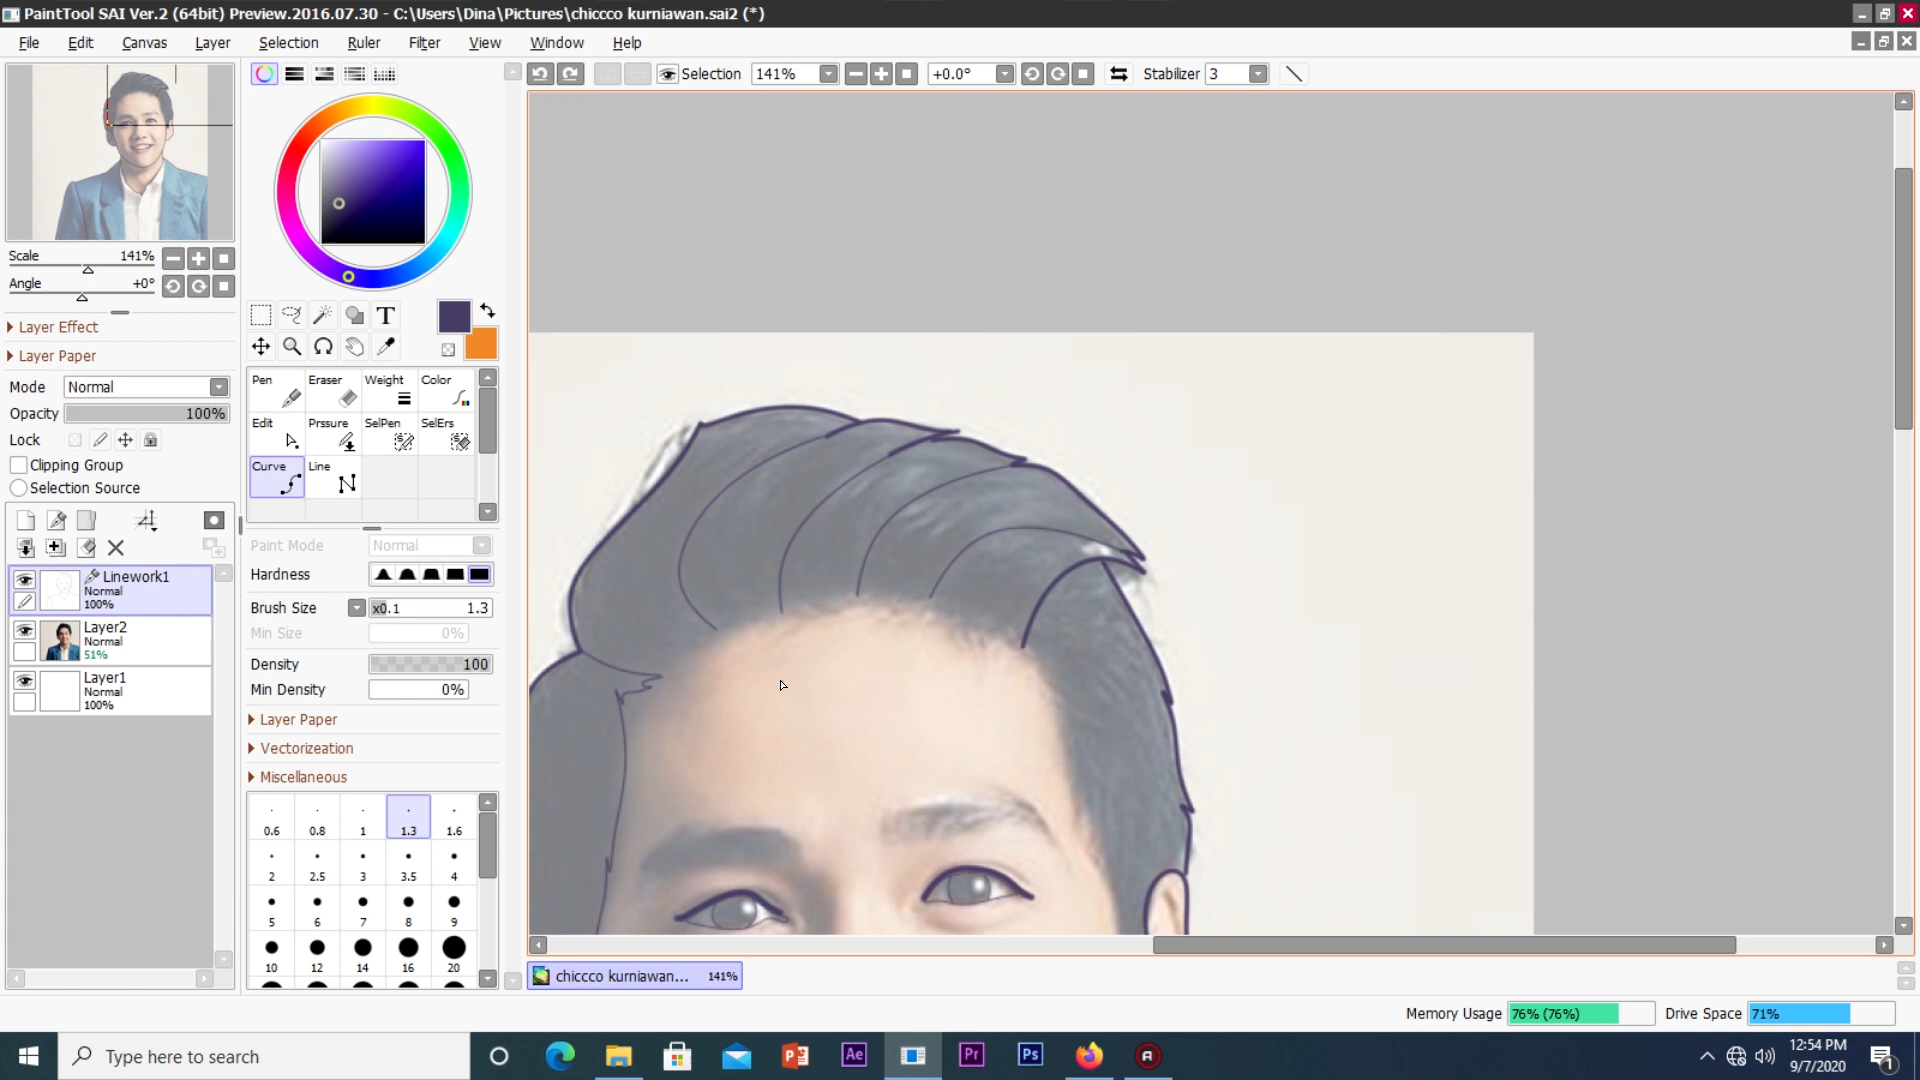 PaintTool SAI Ver.2 (64bit) Preview.2016.07.30 - C:\Users\Dina\Pictures\chiccco kurniawan.sai2 (*)
File Edit Canvas Layer Selection Ruler Filter View Window Help
Selection 141% +0.0° Stabilizer 3
Scale 141%
Angle +0°
Layer Effect
Layer Paper
Mode Normal
Opacity 100%
Lock
Clipping Group
Selection Source
Linework1
Normal
100%
Layer2
Normal
51%
Layer1
Normal
100%
T
Pen Eraser Weight Color
Edit Prssure SelPen SelErs
Curve Line
Paint Mode Normal
Hardness
Brush Size x0.1 1.3
Min Size 0%
Density 100
Min Density 0%
Layer Paper
Vectorizeation
Miscellaneous
0.6 0.8 1 1.3 1.6
2 2.5 3 3.5 4
5 6 7 8 9
10 12 14 16 20
chiccco kurniawan... 141%
Memory Usage 76% (76%) Drive Space 71%
Type here to search
Ae
Pr
Ps
12:54 PM
9/7/2020
1